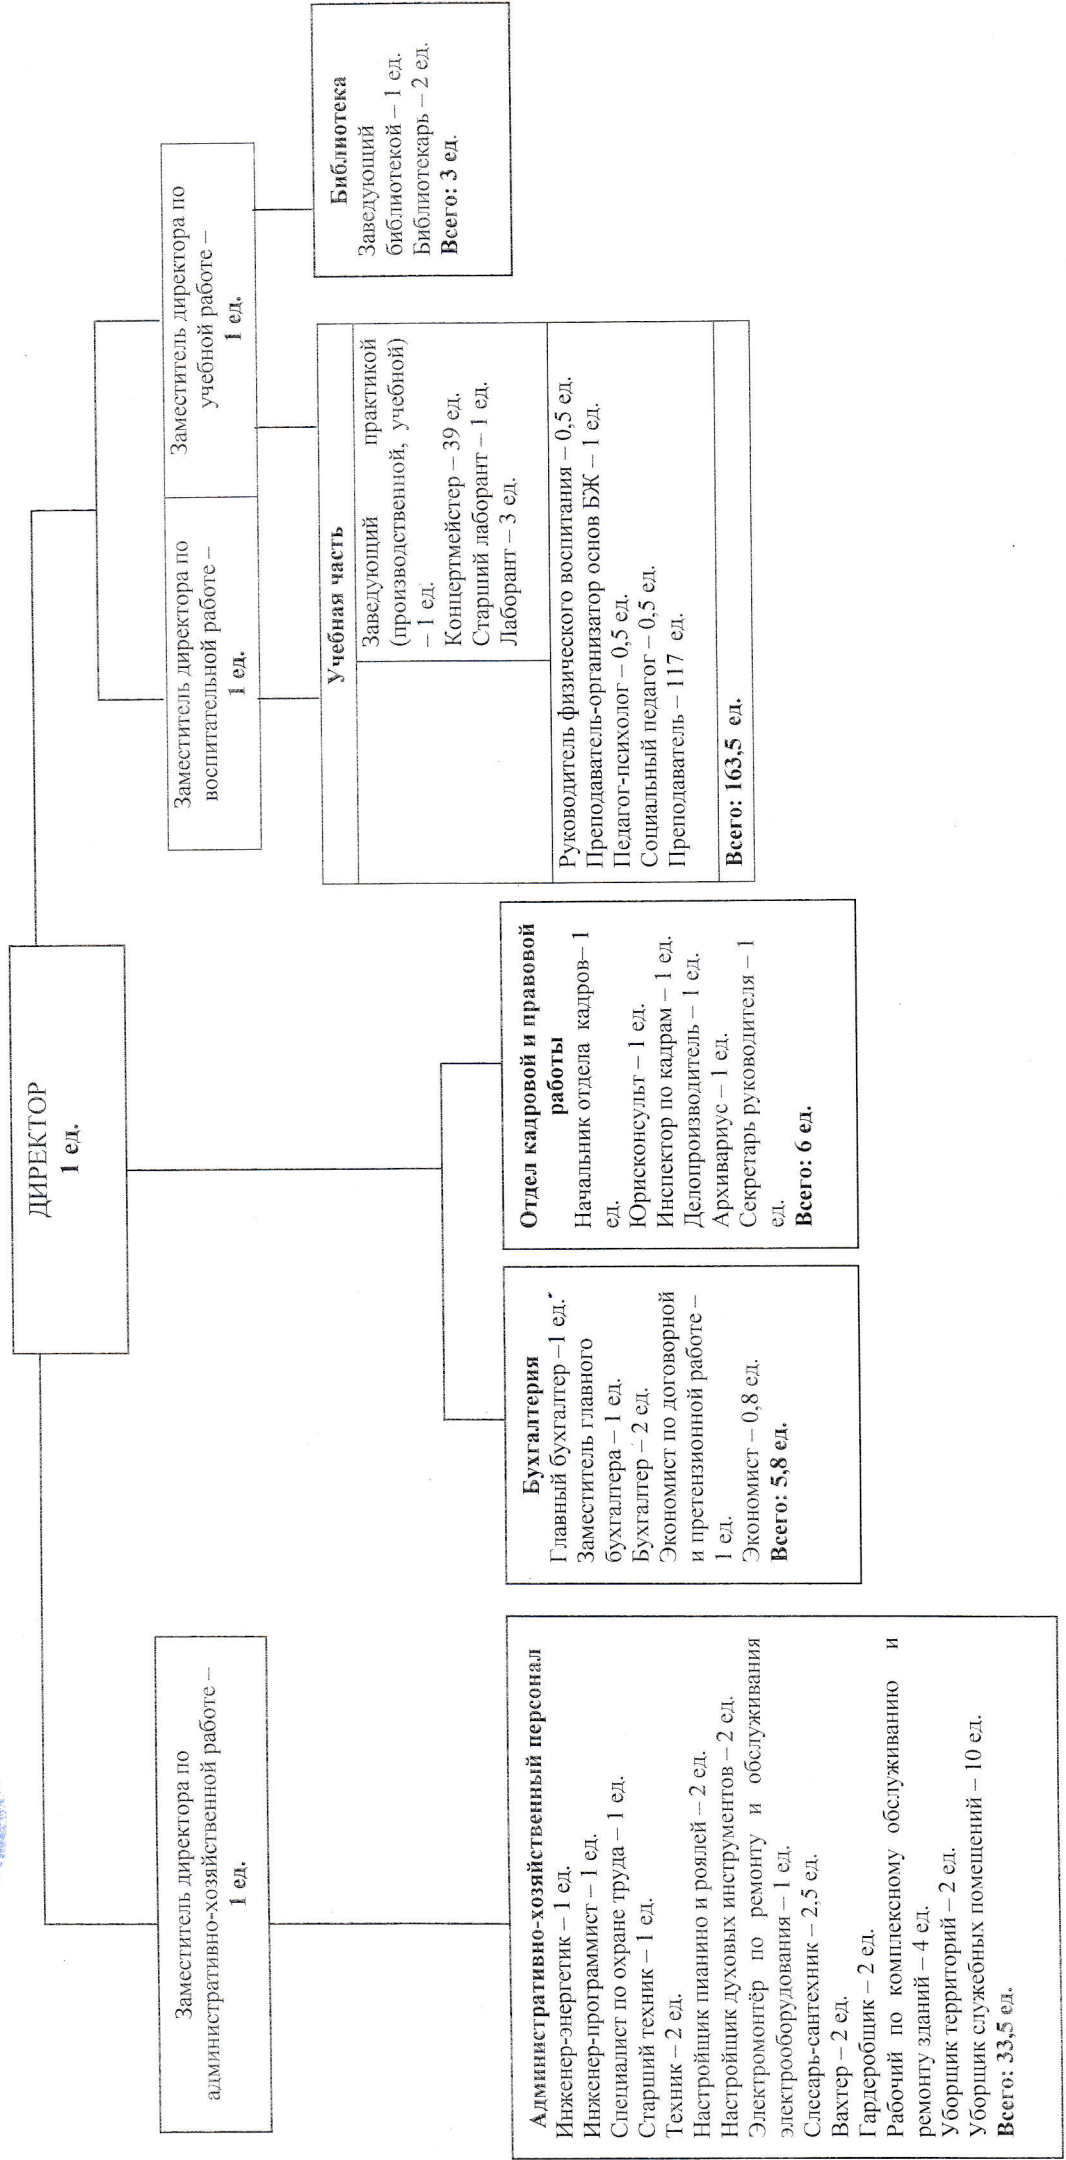 ДИРЕКТОР
1 ед.
Заместитель директора по
административно-хозяйственной работе –
1 ед.
Заместитель директора по
воспитательной работе –
1 ед.
Заместитель директора по
учебной работе –
1 ед.
Административно-хозяйственный персонал
Инженер-энергетик – 1 ед.
Инженер-программист – 1 ед.
Специалист по охране труда – 1 ед.
Старший техник – 1 ед.
Техник – 2 ед.
Настройщик пианино и роялей – 2 ед.
Настройщик духовых инструментов – 2 ед.
Электромонтёр по ремонту и обслуживания
электрооборудования – 1 ед.
Слесарь-сантехник – 2,5 ед.
Вахтер – 2 ед.
Гардеробщик – 2 ед.
Рабочий по комплексному обслуживанию и
ремонту зданий – 4 ед.
Уборщик территорий – 2 ед.
Уборщик служебных помещений – 10 ед.
Всего: 33,5 ед.
Бухгалтерия
Главный бухгалтер –1 ед.
Заместитель главного
бухгалтера – 1 ед.
Бухгалтер – 2 ед.
Экономист по договорной
и претензионной работе –
1 ед.
Экономист – 0,8 ед.
Всего: 5,8 ед.
Отдел кадровой и правовой
работы
Начальник отдела кадров– 1
ед.
Юрисконсульт – 1 ед.
Инспектор по кадрам – 1 ед.
Делопроизводитель – 1 ед.
Архивариус – 1 ед.
Секретарь руководителя – 1
ед.
Всего: 6 ед.
Учебная часть
Заведующий практикой
(производственной, учебной)
– 1 ед.
Концертмейстер – 39 ед.
Старший лаборант – 1 ед.
Лаборант – 3 ед.
Руководитель физического воспитания – 0,5 ед.
Преподаватель-организатор основ БЖ – 1 ед.
Педагог-психолог – 0,5 ед.
Социальный педагог – 0,5 ед.
Преподаватель – 117 ед.
Всего: 163,5 ед.
Библиотека
Заведующий
библиотекой – 1 ед.
Библиотекарь – 2 ед.
Всего: 3 ед.